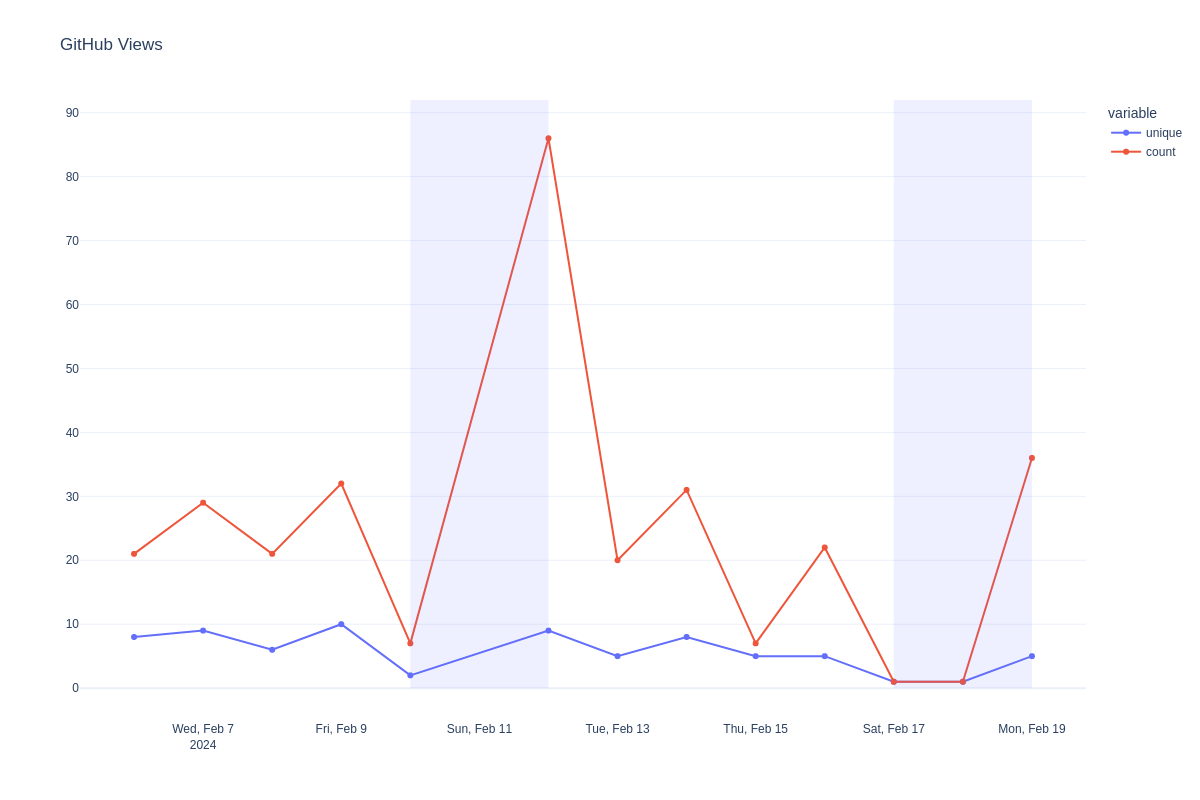 GitHub Views
90
80
70
60
50
40
30
20
10
0
Wed, Feb 7
2024
Fri, Feb 9
Sun, Feb 11
Tue, Feb 13
Thu, Feb 15
Sat, Feb 17
Mon, Feb 19
variable
unique
count